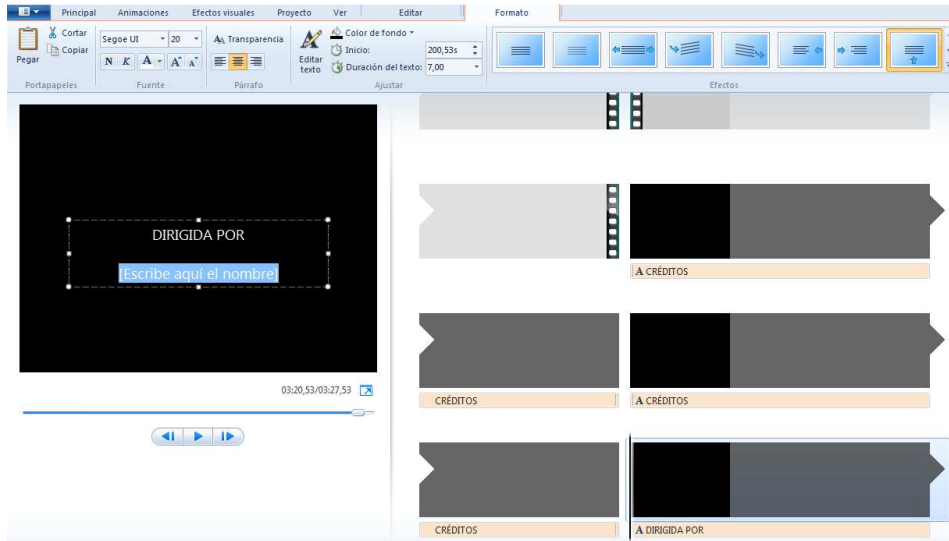 Principal Animaciones Efectos visuales Proyecto Ver Editar Formato
Cortar
Copiar
Pegar
Portapapeles
Segoe UI 20
N K A A A
Fuente
Transparencia
Párrafo
Editar
texto
Color de fondo
Inicio: 200,53s
Duración del texto: 7,00
Ajustar
Efectos
DIRIGIDA POR
[Escribe aquí el nombre]
03:20,53/03:27,53
A CRÉDITOS
CRÉDITOS A CRÉDITOS
CRÉDITOS A DIRIGIDA POR